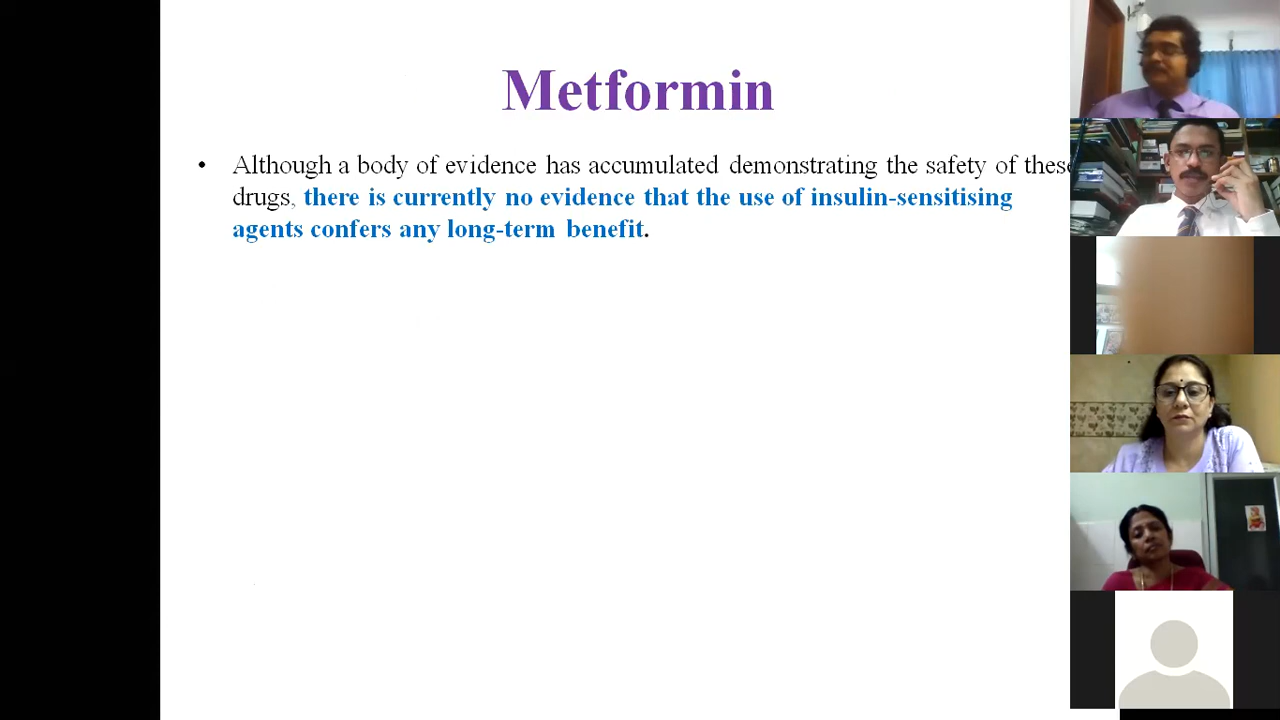 Metformin
• Although a body of evidence has accumulated demonstrating the safety of these
drugs, there is currently no evidence that the use of insulin-sensitising
agents confers any long-term benefit.